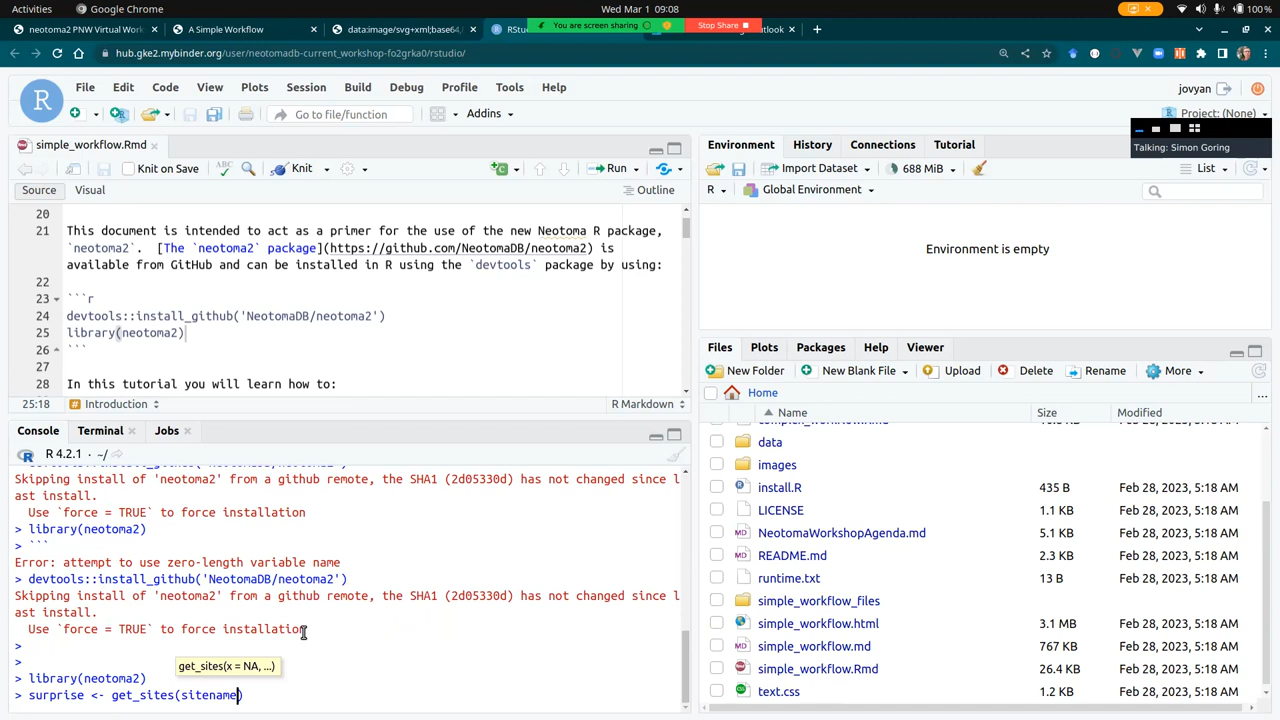 Activities
Google Chrome
Wed Mar 1 09:08
100 %
neotoma2 PNW Virtual Work
A Simple Workflow
data:image/svg+xml;base64,
RStu
You are screen sharing
Stop Share
utlook
hub.gke2.mybinder.org/user/neotomadb-current_workshop-fo2grka0/rstudio/
File Edit Code View Plots Session Build Debug Profile Tools Help
jovyan
Go to file/function
Addins
Project: (None)
Talking: Simon Goring
simple_workflow.Rmd
Knit on Save
Knit
Run
Source Visual
Outline
20
21 This document is intended to act as a primer for the use of the new Neotoma R package,
`neotoma2`. [The `neotoma2` package](https://github.com/NeotomaDB/neotoma2) is
available from GitHub and can be installed in R using the `devtools` package by using:
22
23 ```r
24 devtools::install_github('NeotomaDB/neotoma2')
25 library(neotoma2)
26 ```
27
28 In this tutorial you will learn how to:
25:18 # Introduction
R Markdown
Console Terminal Jobs
R 4.2.1 · ~/
Skipping install of 'neotoma2' from a github remote, the SHA1 (2d05330d) has not changed since l
ast install.
Use `force = TRUE` to force installation
> library(neotoma2)
> ```
Error: attempt to use zero-length variable name
> devtools::install_github('NeotomaDB/neotoma2')
Skipping install of 'neotoma2' from a github remote, the SHA1 (2d05330d) has not changed since l
ast install.
Use `force = TRUE` to force installation
>
>
get_sites(x = NA, ...)
> library(neotoma2)
> surprise <- get_sites(sitename)
Environment History Connections Tutorial
Import Dataset
688 MiB
List
R
Global Environment
Environment is empty
Files Plots Packages Help Viewer
New Folder New Blank File Upload Delete Rename More
Home
Name Size Modified
data
images
install.R 435 B Feb 28, 2023, 5:18 AM
LICENSE 1.1 KB Feb 28, 2023, 5:18 AM
NeotomaWorkshopAgenda.md 5.1 KB Feb 28, 2023, 5:18 AM
README.md 2.3 KB Feb 28, 2023, 5:18 AM
runtime.txt 13 B Feb 28, 2023, 5:18 AM
simple_workflow_files
simple_workflow.html 3.1 MB Feb 28, 2023, 5:18 AM
simple_workflow.md 767 KB Feb 28, 2023, 5:18 AM
simple_workflow.Rmd 26.4 KB Feb 28, 2023, 5:18 AM
text.css 1.2 KB Feb 28, 2023, 5:18 AM